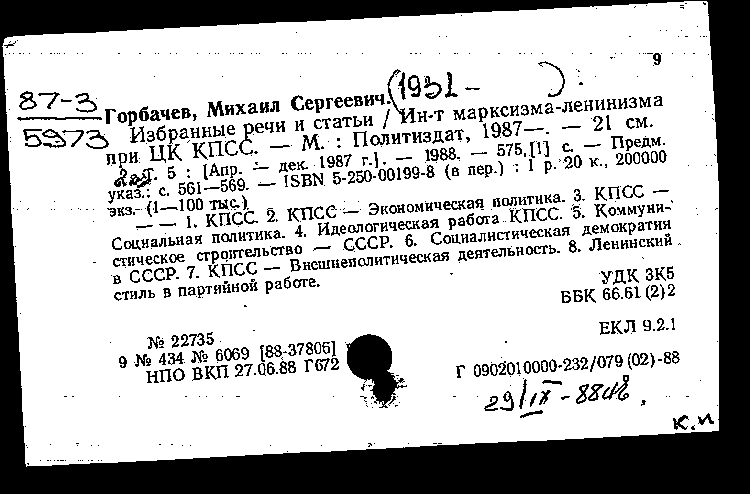 9
87-3
5973
Горбачев, Михаил Сергеевич. (1931 – ) :
Избранные речи и статьи / Ин-т марксизма-ленинизма
при ЦК КПСС. — М. : Политиздат, 1987—. — 21 см.
5 : [Апр. — дек. 1987 г.]. — 1988. — 575,[1] с. — Предм.
указ.: с. 561—569. — ISBN 5-250-00199-8 (в пер.) : 1 р. 20 к., 200000
экз. (1—100 тыс.)
— — 1. КПСС. 2. КПСС — Экономическая политика. 3. КПСС —
Социальная политика. 4. Идеологическая работа КПСС. 5. Коммуни-
стическое строительство — СССР. 6. Социалистическая демократия
в СССР. 7. КПСС — Внешнеполитическая деятельность. 8. Ленинский
стиль в партийной работе.
УДК 3К5
ББК 66.61(2)2
№ 22735
ЕКЛ 9.2.1
9 № 434 № 6069 [88-37805]
НПО ВКП 27.06.88 Г672
Г 0902010000-232/079(02)-88
29/IX-88
К.И